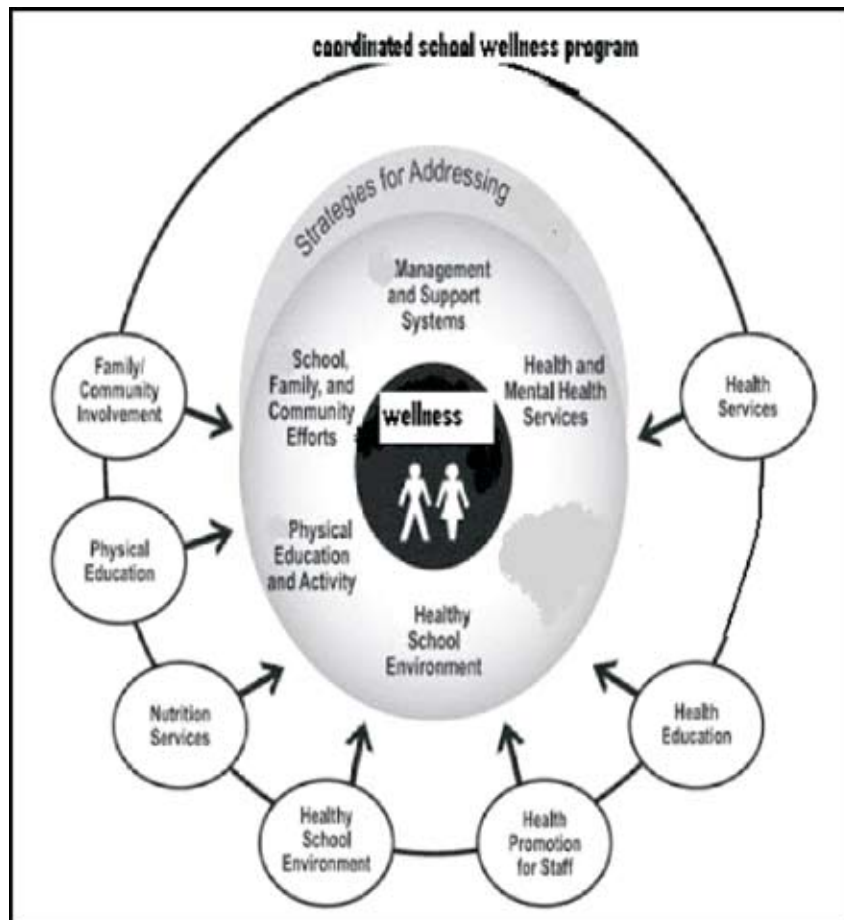 coordinated school wellness program
Strategies for Addressing
Management
and Support
Systems
School,
Family, and
Community
Efforts
Health and
Mental Health
Services
wellness
Physical
Education
and Activity
Healthy
School
Environment
Family/
Community
Involvement
Physical
Education
Nutrition
Services
Healthy
School
Environment
Health
Promotion
for Staff
Health
Education
Health
Services